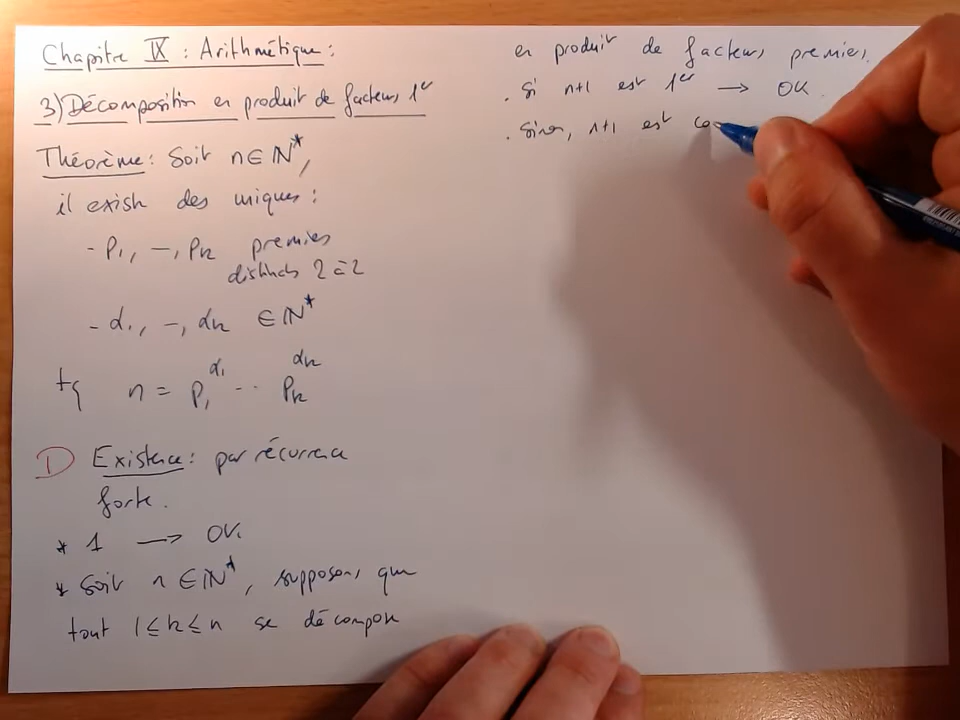 Chapitre IX : Arithmétique :
3) Décomposition en produit de facteurs 1er
Théorème : Soit n ∈ ℕ*,
il existe des uniques :
- p₁, —, pₖ premiers
distincts 2 à 2
- α₁, —, αₖ ∈ ℕ*
tq n = p₁^α₁ ... pₖ^αₖ
D Existence : par récurrence
forte.
* 1 → OK.
* Soit n ∈ ℕ*, supposons que
tout 1 ≤ k ≤ n se décompose
en produit de facteurs premiers.
. Si n+1 est 1er → OK.
. Sinon, n+1 est co